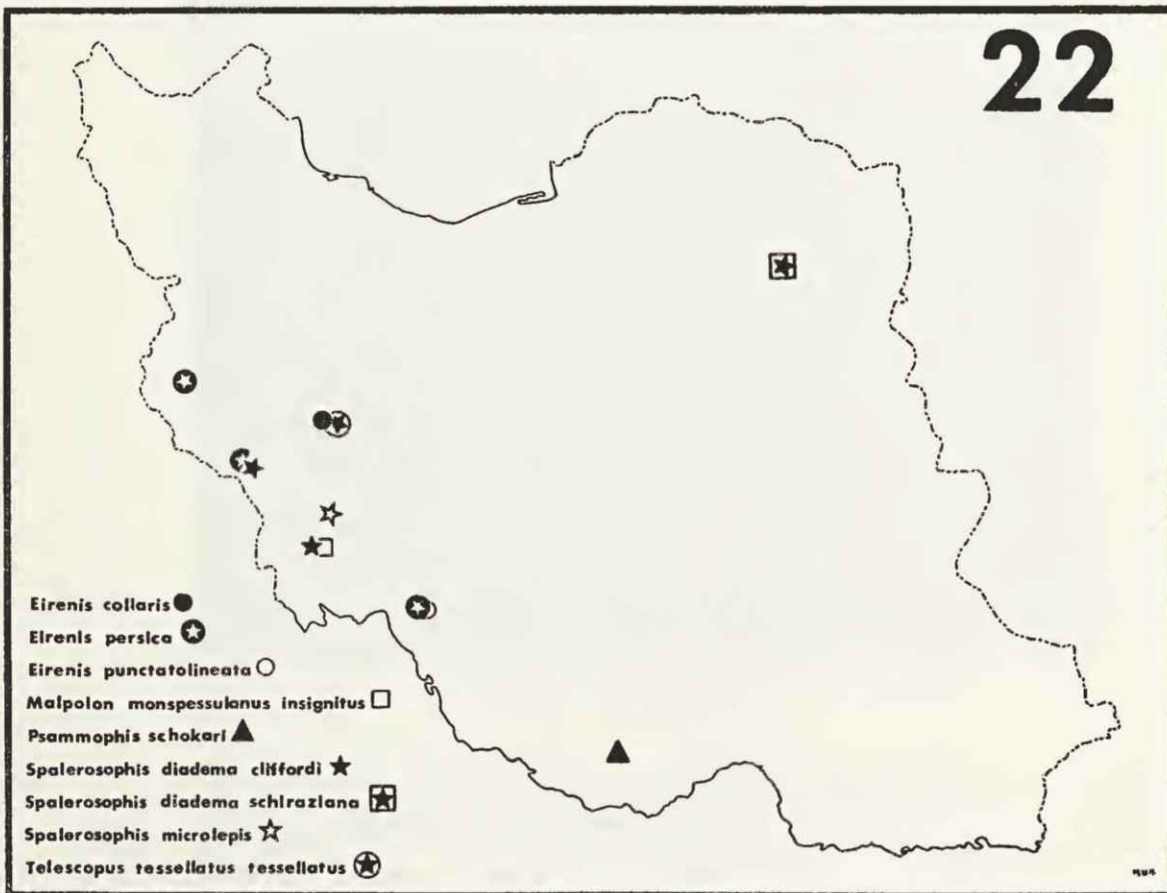 22
Eirenis collaris
Eirenis persica
Eirenis punctatolineata
Malpolon monspessulanus insignitus
Psammophis schokari
Spalerosophis diadema cliffordi
Spalerosophis diadema schiraziana
Spalerosophis microlepis
Telescopus tessellatus tessellatus